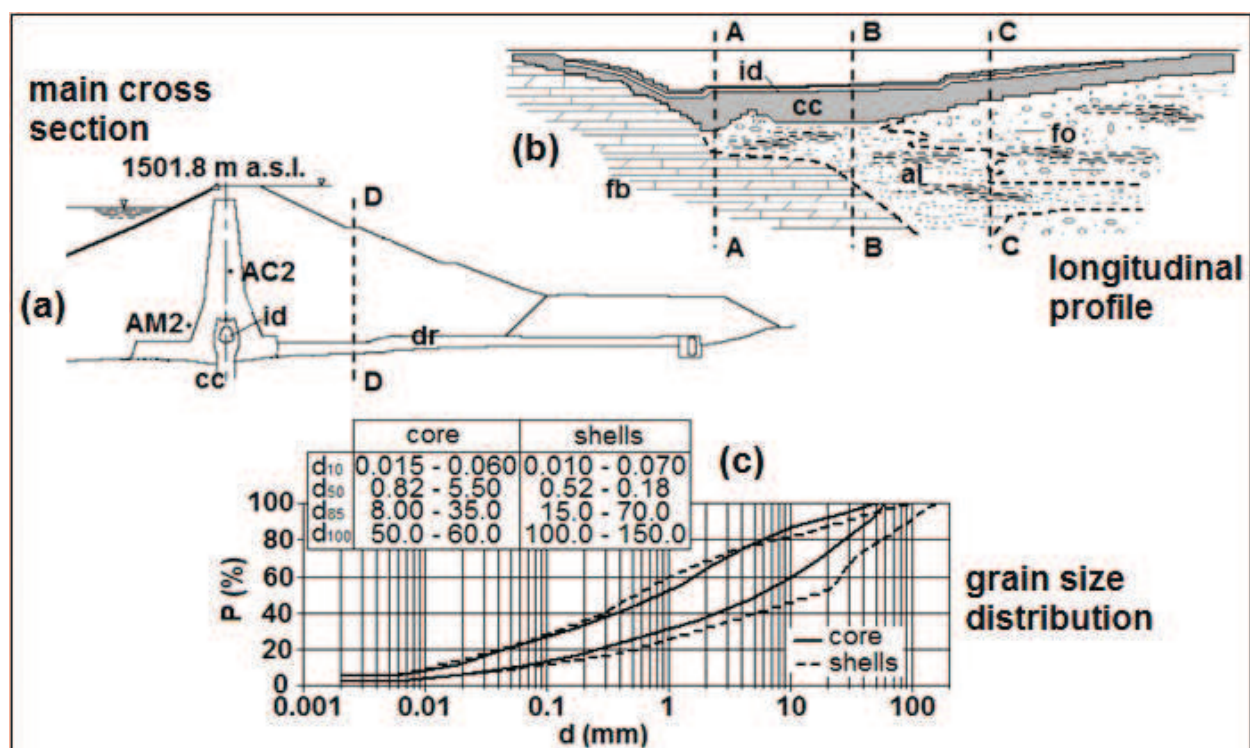 main cross
section
1501.8 m a.s.l.
D
(a)
AC2
AM2
id
dr
cc
D
A B C
id
cc
(b)
fo
al
fb
A B C
longitudinal
profile
core shells
d10 0.015 - 0.060 0.010 - 0.070
d50 0.82 - 5.50 0.52 - 0.18
d85 8.00 - 35.0 15.0 - 70.0
d100 50.0 - 60.0 100.0 - 150.0
(c)
100
80
60
40
20
0
P (%)
core
shells
0.001 0.01 0.1 1 10 100
d (mm)
grain size
distribution